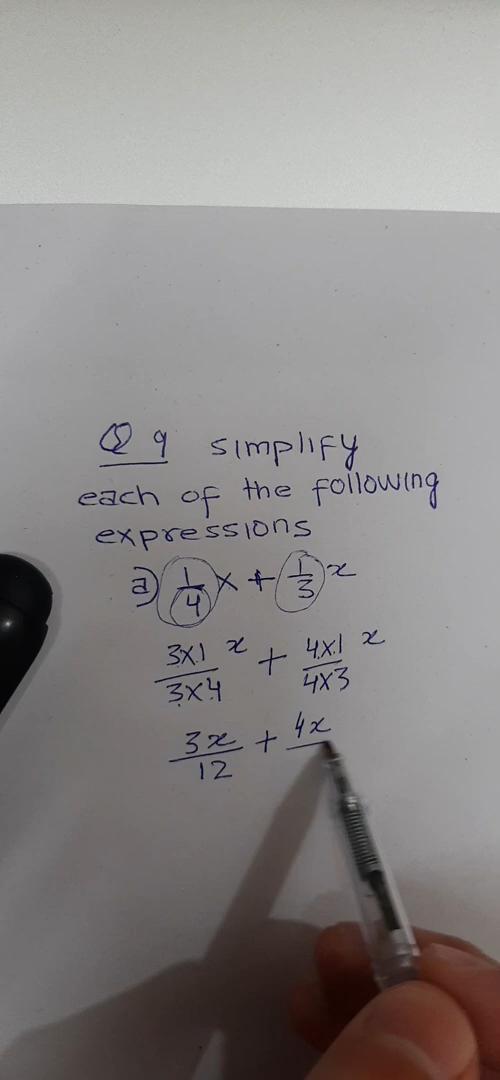 Q 9 simplify
each of the following
expressions
a) 1/4 x + 1/3 x
3x1/3x4 x + 4x1/4x3 x
3x/12 + 4x/